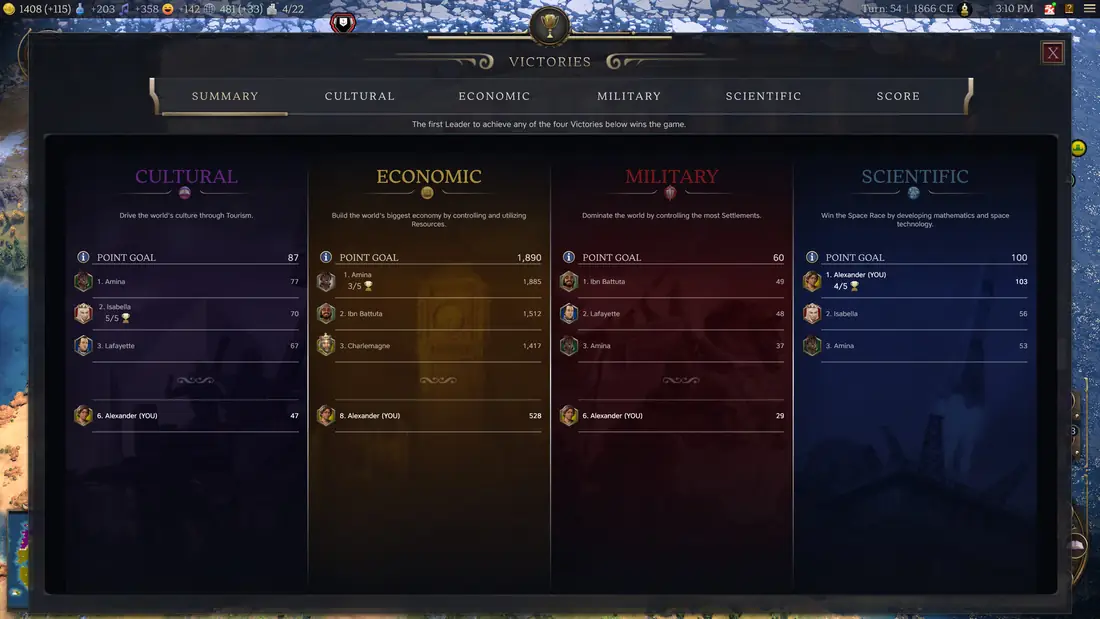 1408 (+115) +203 +358 +142 481 (+33) 4/22
Turn: 54 | 1866 CE 3:10 PM
VICTORIES
X
SUMMARY CULTURAL ECONOMIC MILITARY SCIENTIFIC SCORE
The first Leader to achieve any of the four Victories below wins the game.
CULTURAL
Drive the world's culture through Tourism.
POINT GOAL 87
1. Amina 77
2. Isabella 70
5/5
3. Lafayette 67
6. Alexander (YOU) 47
ECONOMIC
Build the world's biggest economy by controlling and utilizing
Resources.
POINT GOAL 1,890
1. Amina 1,885
3/5
2. Ibn Battuta 1,512
3. Charlemagne 1,417
8. Alexander (YOU) 528
MILITARY
Dominate the world by controlling the most Settlements.
POINT GOAL 60
1. Ibn Battuta 49
2. Lafayette 48
3. Amina 37
6. Alexander (YOU) 29
SCIENTIFIC
Win the Space Race by developing mathematics and space
technology.
POINT GOAL 100
1. Alexander (YOU) 103
4/5
2. Isabella 56
3. Amina 53